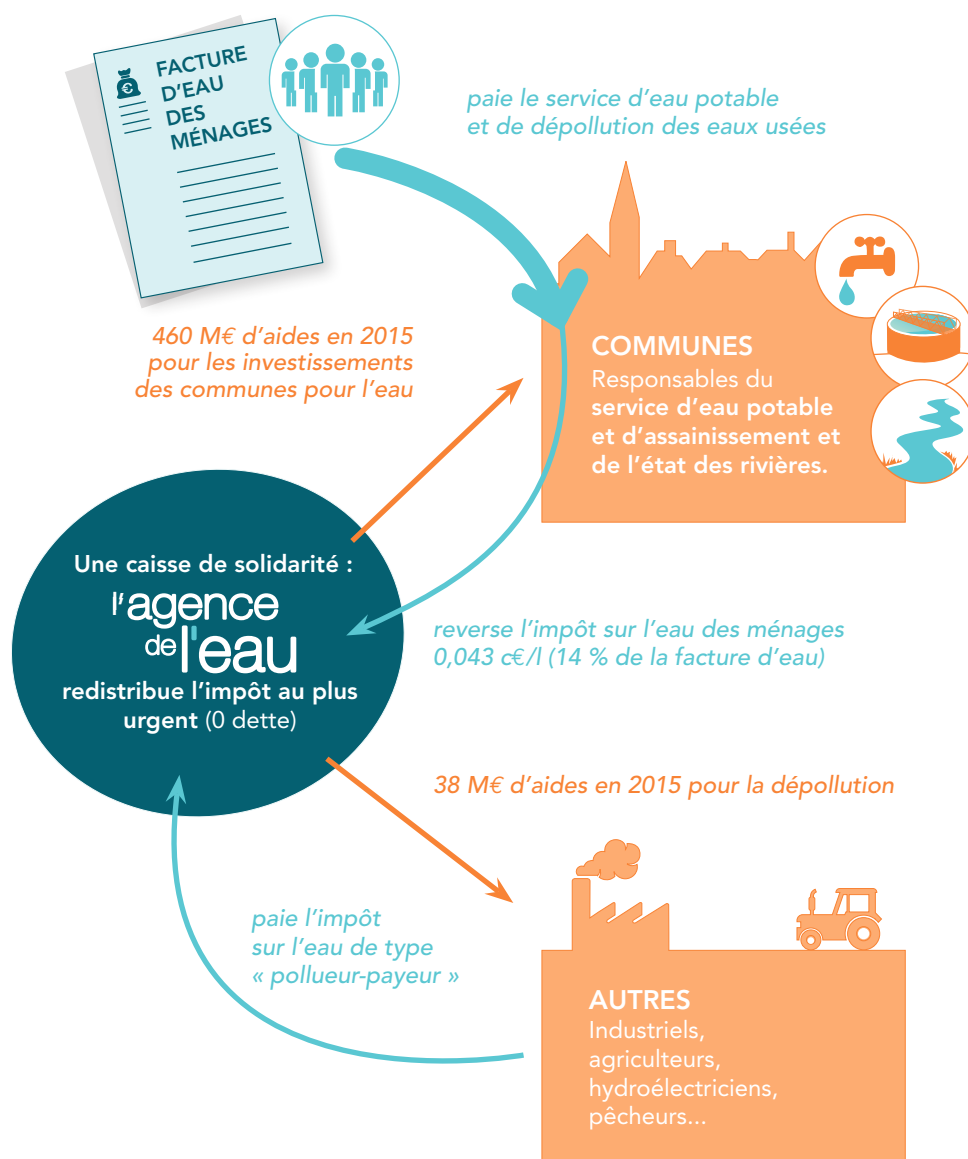 FACTURE
D'EAU
DES
MÉNAGES
€
paie le service d'eau potable
et de dépollution des eaux usées
460 M€ d'aides en 2015
pour les investissements
des communes pour l'eau
COMMUNES
Responsables du
service d'eau potable
et d'assainissement et
de l'état des rivières.
Une caisse de solidarité :
l'agence
de l'eau
redistribue l'impôt au plus
urgent (0 dette)
reverse l'impôt sur l'eau des ménages
0,043 c€/l (14 % de la facture d'eau)
38 M€ d'aides en 2015 pour la dépollution
paie l'impôt
sur l'eau de type
« pollueur-payeur »
AUTRES
Industriels,
agriculteurs,
hydroélectriciens,
pêcheurs...